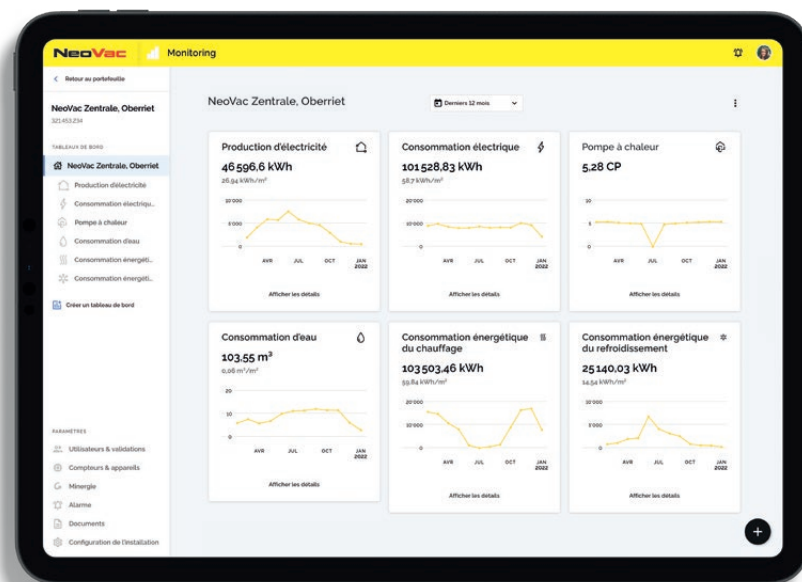 NeoVac Monitoring
Retour au portefeuille
NeoVac Zentrale, Oberriet
321.453.234
TABLEAUX DE BORD
NeoVac Zentrale, Oberriet
Production d'électricité
Consommation électriqu...
Pompe à chaleur
Consommation d'eau
Consommation énergéti...
Consommation énergéti...
Créer un tableau de bord
PARAMÈTRES
Utilisateurs & validations
Compteurs & appareils
Minergie
Alarme
Documents
Configuration de l'installation
NeoVac Zentrale, Oberriet
Derniers 12 mois
Production d'électricité
46 596,6 kWh
26,94 kWh/m²
10'000
5'000
0
AVR JUL OCT JAN
2022
Afficher les détails
Consommation électrique
101 528,83 kWh
58,7 kWh/m²
20'000
10'000
0
AVR JUL OCT JAN
2022
Afficher les détails
Pompe à chaleur
5,28 CP
10
5
0
AVR JUL OCT JAN
2022
Afficher les détails
Consommation d'eau
103,55 m³
0,06 m³/m²
20
10
0
AVR JUL OCT JAN
2022
Afficher les détails
Consommation énergétique
du chauffage
103 503,46 kWh
59,84 kWh/m²
20'000
10'000
0
AVR JUL OCT JAN
2022
Afficher les détails
Consommation énergétique
du refroidissement
25 140,03 kWh
14,54 kWh/m²
10'000
5'000
0
AVR JUL OCT JAN
2022
Afficher les détails